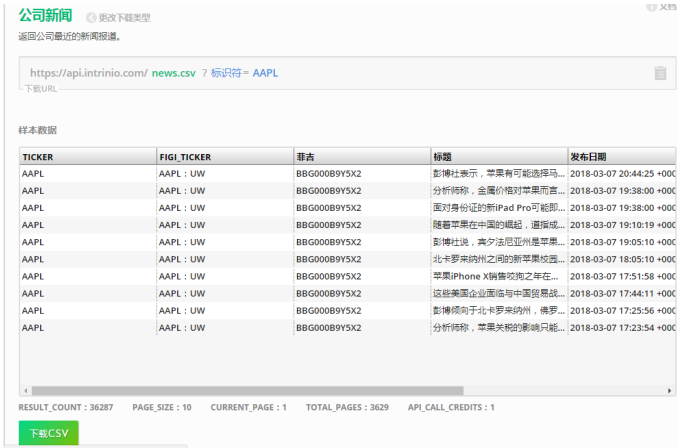 公司新闻 更改下载类型
文档
返回公司最近的新闻报道。
https://api.intrinio.com/ news.csv ? 标识符= AAPL
下载URL
样本数据
TICKER FIGI_TICKER 菲吉 标题 发布日期
AAPL AAPL：UW BBG000B9Y5X2 彭博社表示，苹果有可能选择马... 2018-03-07 20:44:25 +000
AAPL AAPL：UW BBG000B9Y5X2 分析师称，金属价格对苹果而言... 2018-03-07 19:38:00 +000
AAPL AAPL：UW BBG000B9Y5X2 面对身份证的新iPad Pro可能即... 2018-03-07 19:38:00 +000
AAPL AAPL：UW BBG000B9Y5X2 随着苹果在中国的崛起，道指成... 2018-03-07 19:10:19 +000
AAPL AAPL：UW BBG000B9Y5X2 彭博社说，宾夕法尼亚州是苹果... 2018-03-07 19:05:10 +000
AAPL AAPL：UW BBG000B9Y5X2 北卡罗来纳州之间的新苹果校园... 2018-03-07 18:05:10 +000
AAPL AAPL：UW BBG000B9Y5X2 苹果iPhone X销售咬狗之年在... 2018-03-07 17:51:58 +000
AAPL AAPL：UW BBG000B9Y5X2 这些美国企业面临与中国贸易战... 2018-03-07 17:44:11 +000
AAPL AAPL：UW BBG000B9Y5X2 彭博倾向于北卡罗来纳州，佛罗... 2018-03-07 17:25:56 +000
AAPL AAPL：UW BBG000B9Y5X2 分析师称，苹果关税的影响只能... 2018-03-07 17:23:54 +000
RESULT_COUNT：36287 PAGE_SIZE：10 CURRENT_PAGE：1 TOTAL_PAGES：3629 API_CALL_CREDITS：1
下载CSV